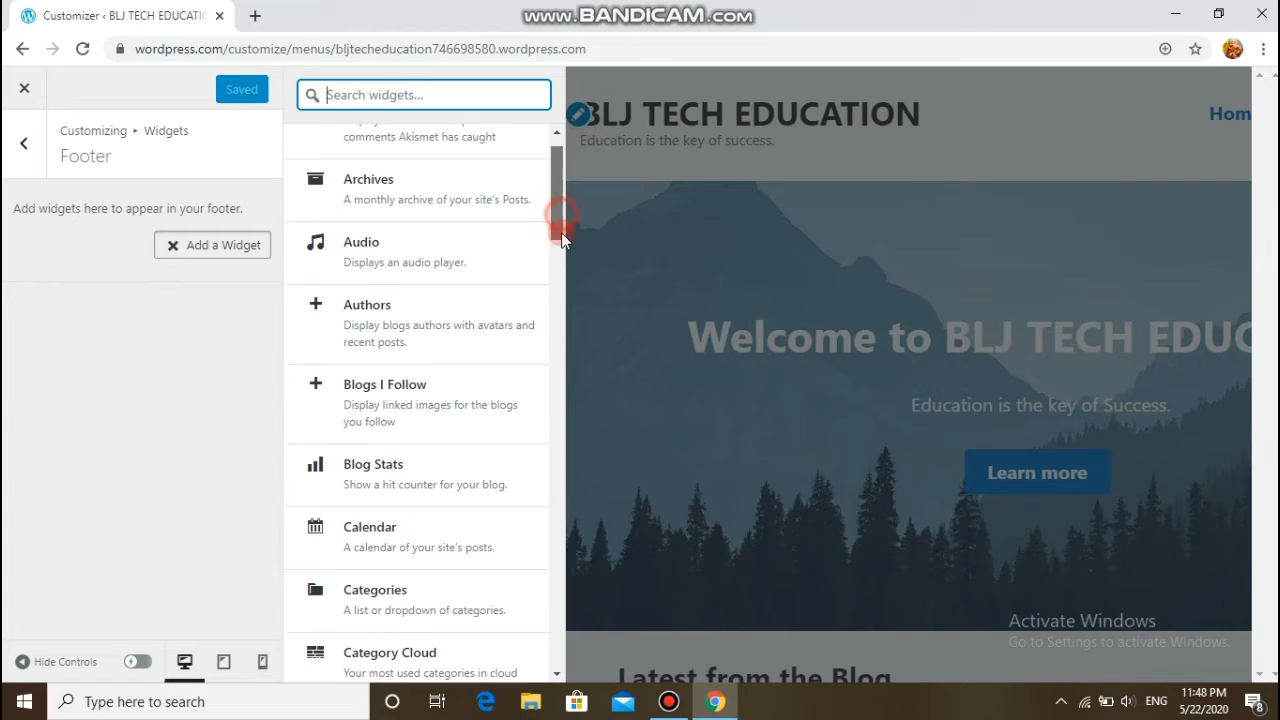 Customizer ‹ BLJ TECH EDUCATIO
www.BANDICAM.com
wordpress.com/customize/menus/bljtecheducation746698580.wordpress.com
Saved
Search widgets...
Customizing ▸ Widgets
Footer
Add widgets here to appear in your footer.
Add a Widget
comments Akismet has caught
Archives
A monthly archive of your site's Posts.
Audio
Displays an audio player.
Authors
Display blogs authors with avatars and
recent posts.
Blogs I Follow
Display linked images for the blogs
you follow
Blog Stats
Show a hit counter for your blog.
Calendar
A calendar of your site's posts.
Categories
A list or dropdown of categories.
Category Cloud
Your most used categories in cloud
BLJ TECH EDUCATION
Education is the key of success.
Hom
Welcome to BLJ TECH EDUC
Education is the key of Success.
Learn more
Latest from the Blog
Activate Windows
Go to Settings to activate Windows.
Hide Controls
Type here to search
ENG
11:48 PM
5/22/2020
8